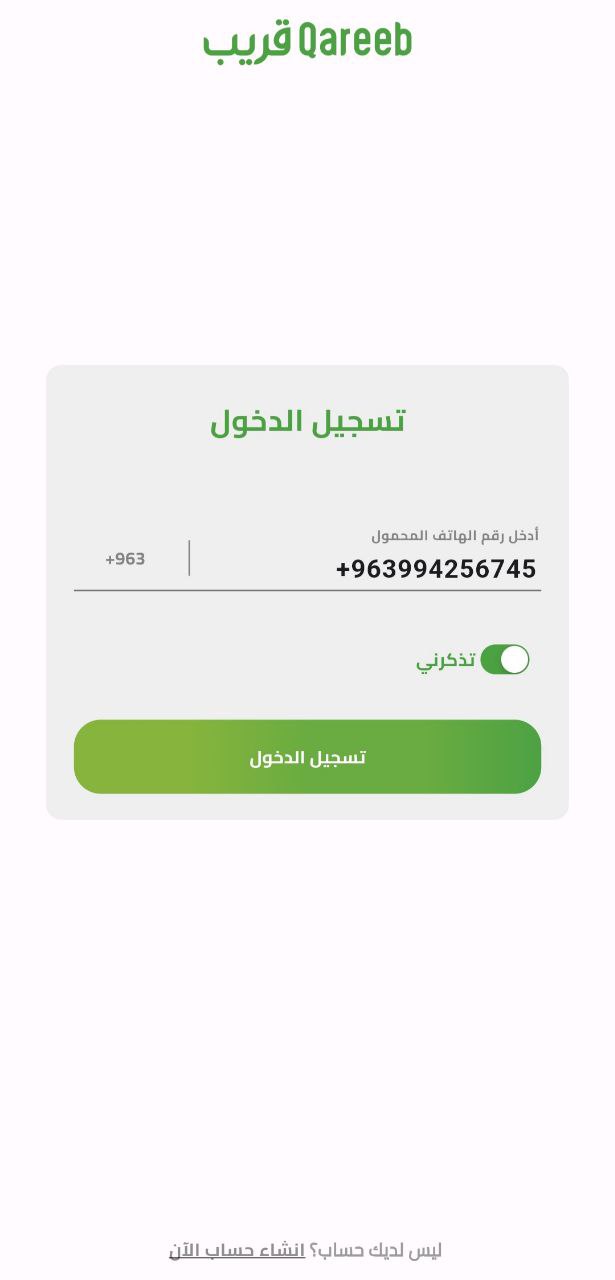 قريب Qareeb
تسجيل الدخول
أدخل رقم الهاتف المحمول
+963994256745
+963
تذكرني
تسجيل الدخول
ليس لديك حساب؟ انشاء حساب الآن